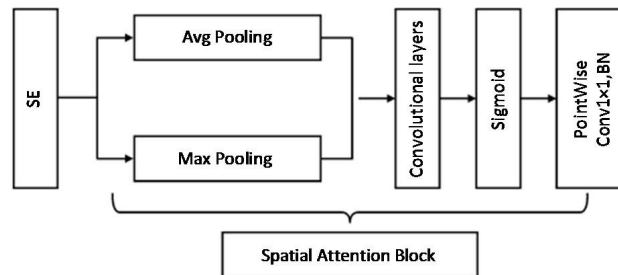 SE
Avg Pooling
Max Pooling
Convolutional layers
Sigmoid
PointWise
Conv1×1,BN
Spatial Attention Block